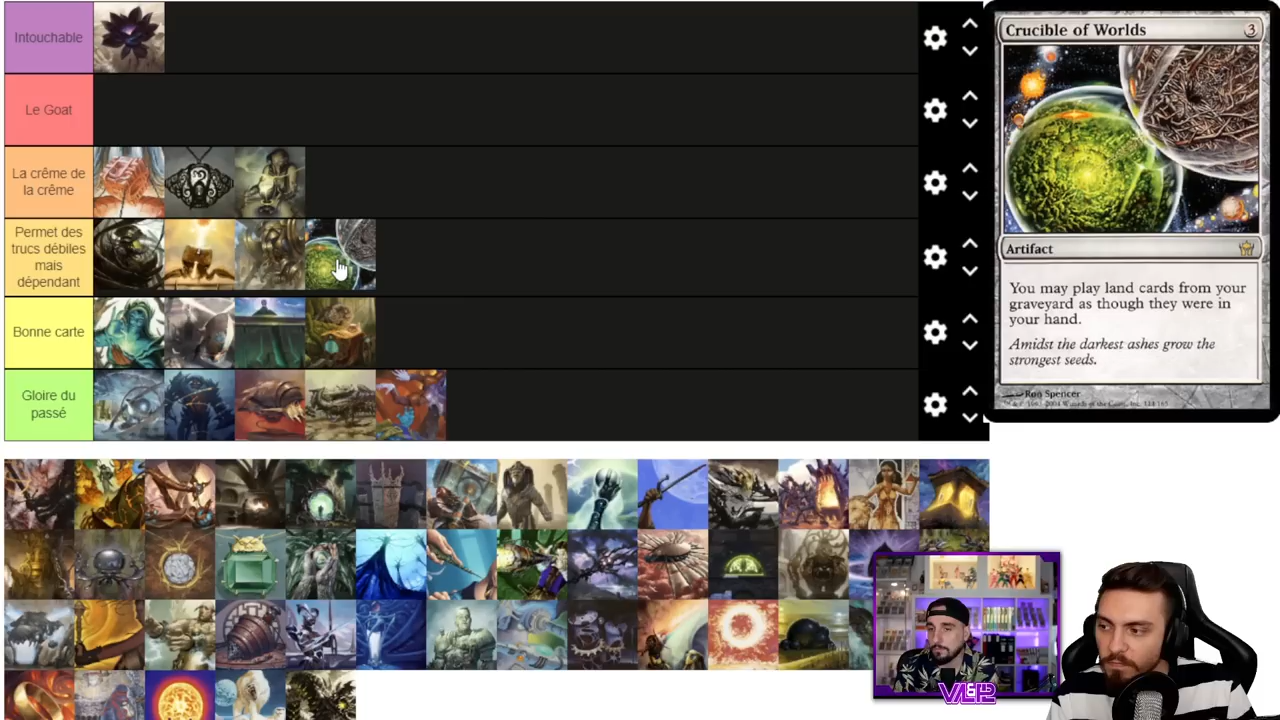 Intouchable
Le Goat
La crême de
la crême
Permet des
trucs débiles
mais
dépendant
Bonne carte
Gloire du
passé
Crucible of Worlds 3
Artifact
You may play land cards from your
graveyard as though they were in
your hand.
Amidst the darkest ashes grow the
strongest seeds.
Ron Spencer